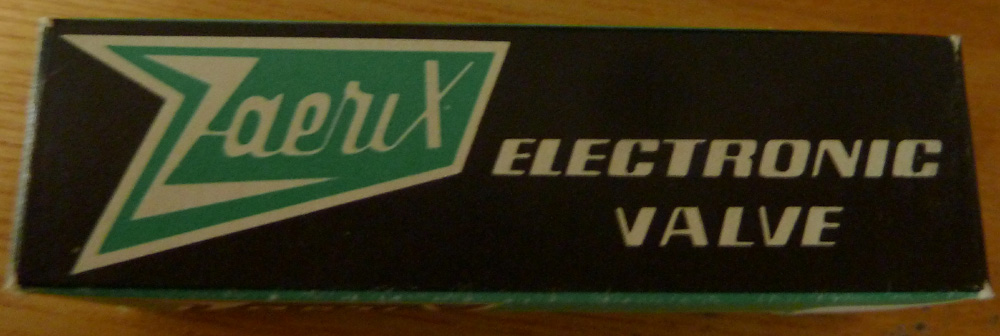 ZaeriX
ELECTRONIC
VALVE